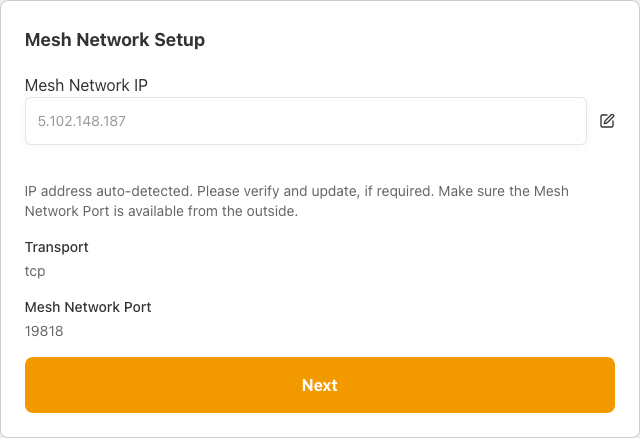 Mesh Network Setup
Mesh Network IP
5.102.148.187
IP address auto-detected. Please verify and update, if required. Make sure the Mesh
Network Port is available from the outside.
Transport
tcp
Mesh Network Port
19818
Next